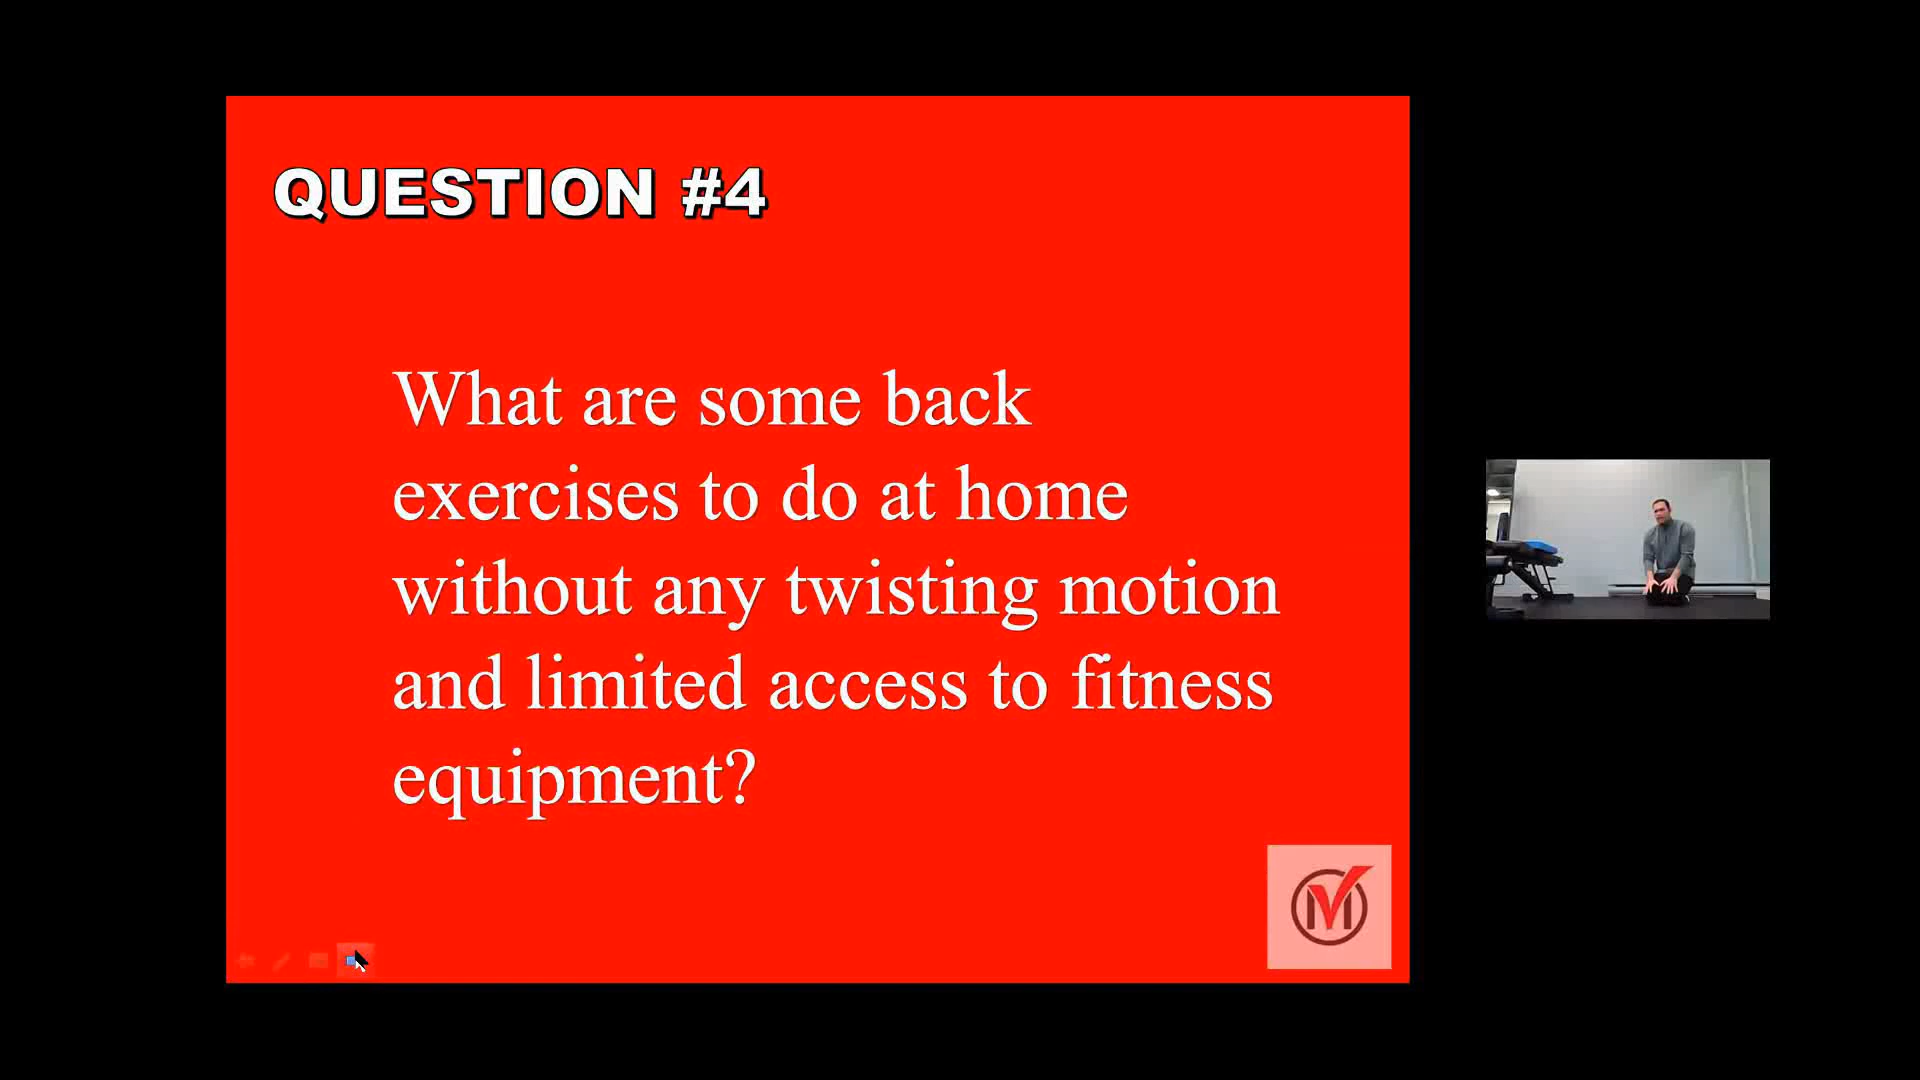 QUESTION #4
What are some back
exercises to do at home
without any twisting motion
and limited access to fitness
equipment?